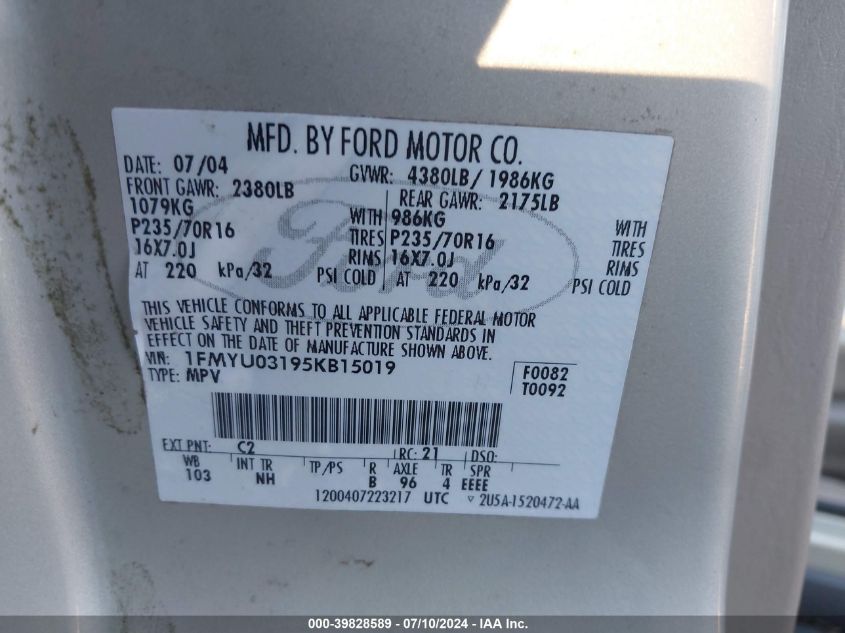 MFD. BY FORD MOTOR CO.
DATE: 07/04 GVWR: 4380LB/ 1986KG
FRONT GAWR: 2380LB REAR GAWR: 2175LB
1079KG WITH 986KG WITH
P235/70R16 TIRES P235/70R16 TIRES
16X7.0J RIMS 16X7.0J RIMS
AT 220 kPa/32 PSI COLD AT 220 kPa/32 PSI COLD
Ford
THIS VEHICLE CONFORMS TO ALL APPLICABLE FEDERAL MOTOR
VEHICLE SAFETY AND THEFT PREVENTION STANDARDS IN
EFFECT ON THE DATE OF MANUFACTURE SHOWN ABOVE.
VIN: 1FMYU03195KB15019
TYPE: MPV
F0082
T0092
EXT PNT: C2 RC: 21 DSO:
WB INT TR TP/PS R AXLE TR SPR
103 NH B 96 4 EEEE
1200407223217 UTC ▽ 2U5A-1520472-AA
000-39828589 - 07/10/2024 - IAA Inc.